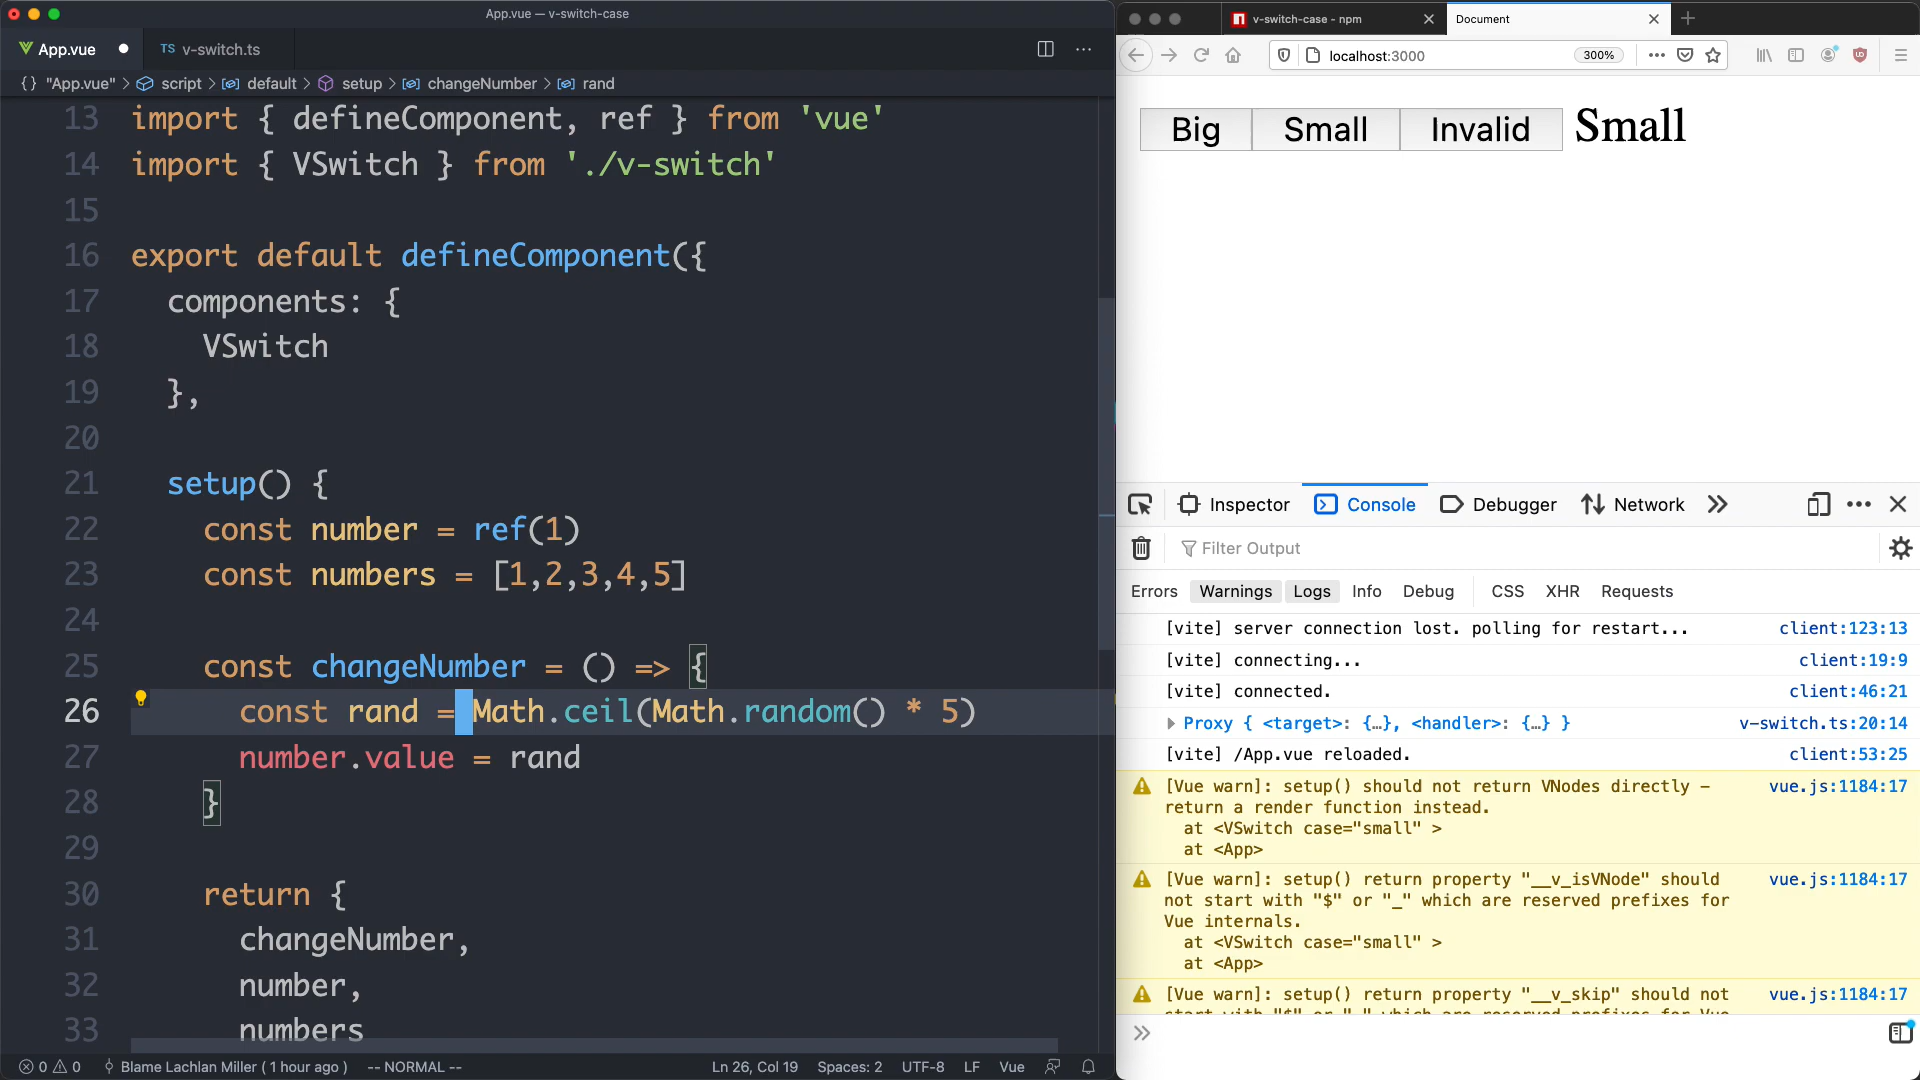 App.vue — v-switch-case
App.vue
TS v-switch.ts
{} "App.vue" > script > default > setup > changeNumber > rand
13 import { defineComponent, ref } from 'vue'
14 import { VSwitch } from './v-switch'
15
16 export default defineComponent({
17 components: {
18 VSwitch
19 },
20
21 setup() {
22 const number = ref(1)
23 const numbers = [1,2,3,4,5]
24
25 const changeNumber = () => {
26 const rand = Math.ceil(Math.random() * 5)
27 number.value = rand
28 }
29
30 return {
31 changeNumber,
32 number,
33 numbers
0 0 Blame Lachlan Miller ( 1 hour ago ) -- NORMAL -- Ln 26, Col 19 Spaces: 2 UTF-8 LF Vue
v-switch-case - npm
Document
localhost:3000 300%
Big Small Invalid Small
Inspector Console Debugger Network
Filter Output
Errors Warnings Logs Info Debug CSS XHR Requests
[vite] server connection lost. polling for restart... client:123:13
[vite] connecting... client:19:9
[vite] connected. client:46:21
Proxy { <target>: {…}, <handler>: {…} } v-switch.ts:20:14
[vite] /App.vue reloaded. client:53:25
[Vue warn]: setup() should not return VNodes directly – vue.js:1184:17
return a render function instead.
at <VSwitch case="small" >
at <App>
[Vue warn]: setup() return property "__v_isVNode" should vue.js:1184:17
not start with "$" or "_" which are reserved prefixes for
Vue internals.
at <VSwitch case="small" >
at <App>
[Vue warn]: setup() return property "__v_skip" should not vue.js:1184:17
start with "$" or "_" which are reserved prefixes for Vue